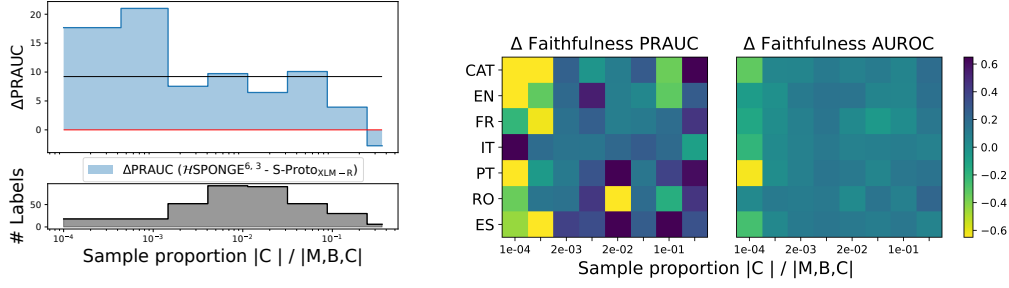 ΔPRAUC
20
15
10
5
0
ΔPRAUC (ℋSPONGE⁶,³ - S-Proto_XLM−R)
# Labels
50
0
10⁻⁴ 10⁻³ 10⁻² 10⁻¹
Sample proportion |C | / |M,B,C|
Δ Faithfulness PRAUC
CAT
EN
FR
IT
PT
RO
ES
1e-04 2e-03 2e-02 1e-01
Δ Faithfulness AUROC
1e-04 2e-03 2e-02 1e-01
Sample proportion |C | / |M,B,C|
0.6
0.4
0.2
0.0
−0.2
−0.4
−0.6